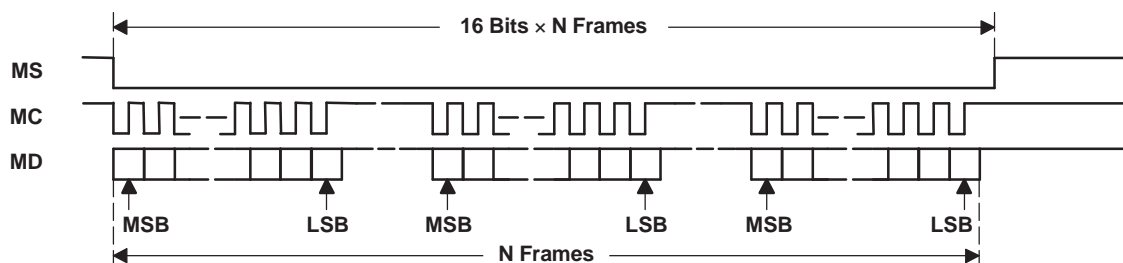 16 Bits × N Frames
MS
MC
MD
MSB LSB MSB LSB MSB LSB
N Frames